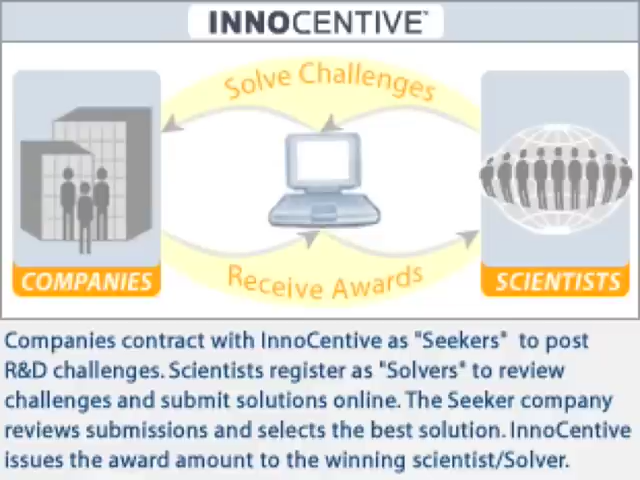 INNOCENTIVE™
Solve Challenges
COMPANIES
SCIENTISTS
Receive Awards
Companies contract with InnoCentive as "Seekers" to post
R&D challenges. Scientists register as "Solvers" to review
challenges and submit solutions online. The Seeker company
reviews submissions and selects the best solution. InnoCentive
issues the award amount to the winning scientist/Solver.